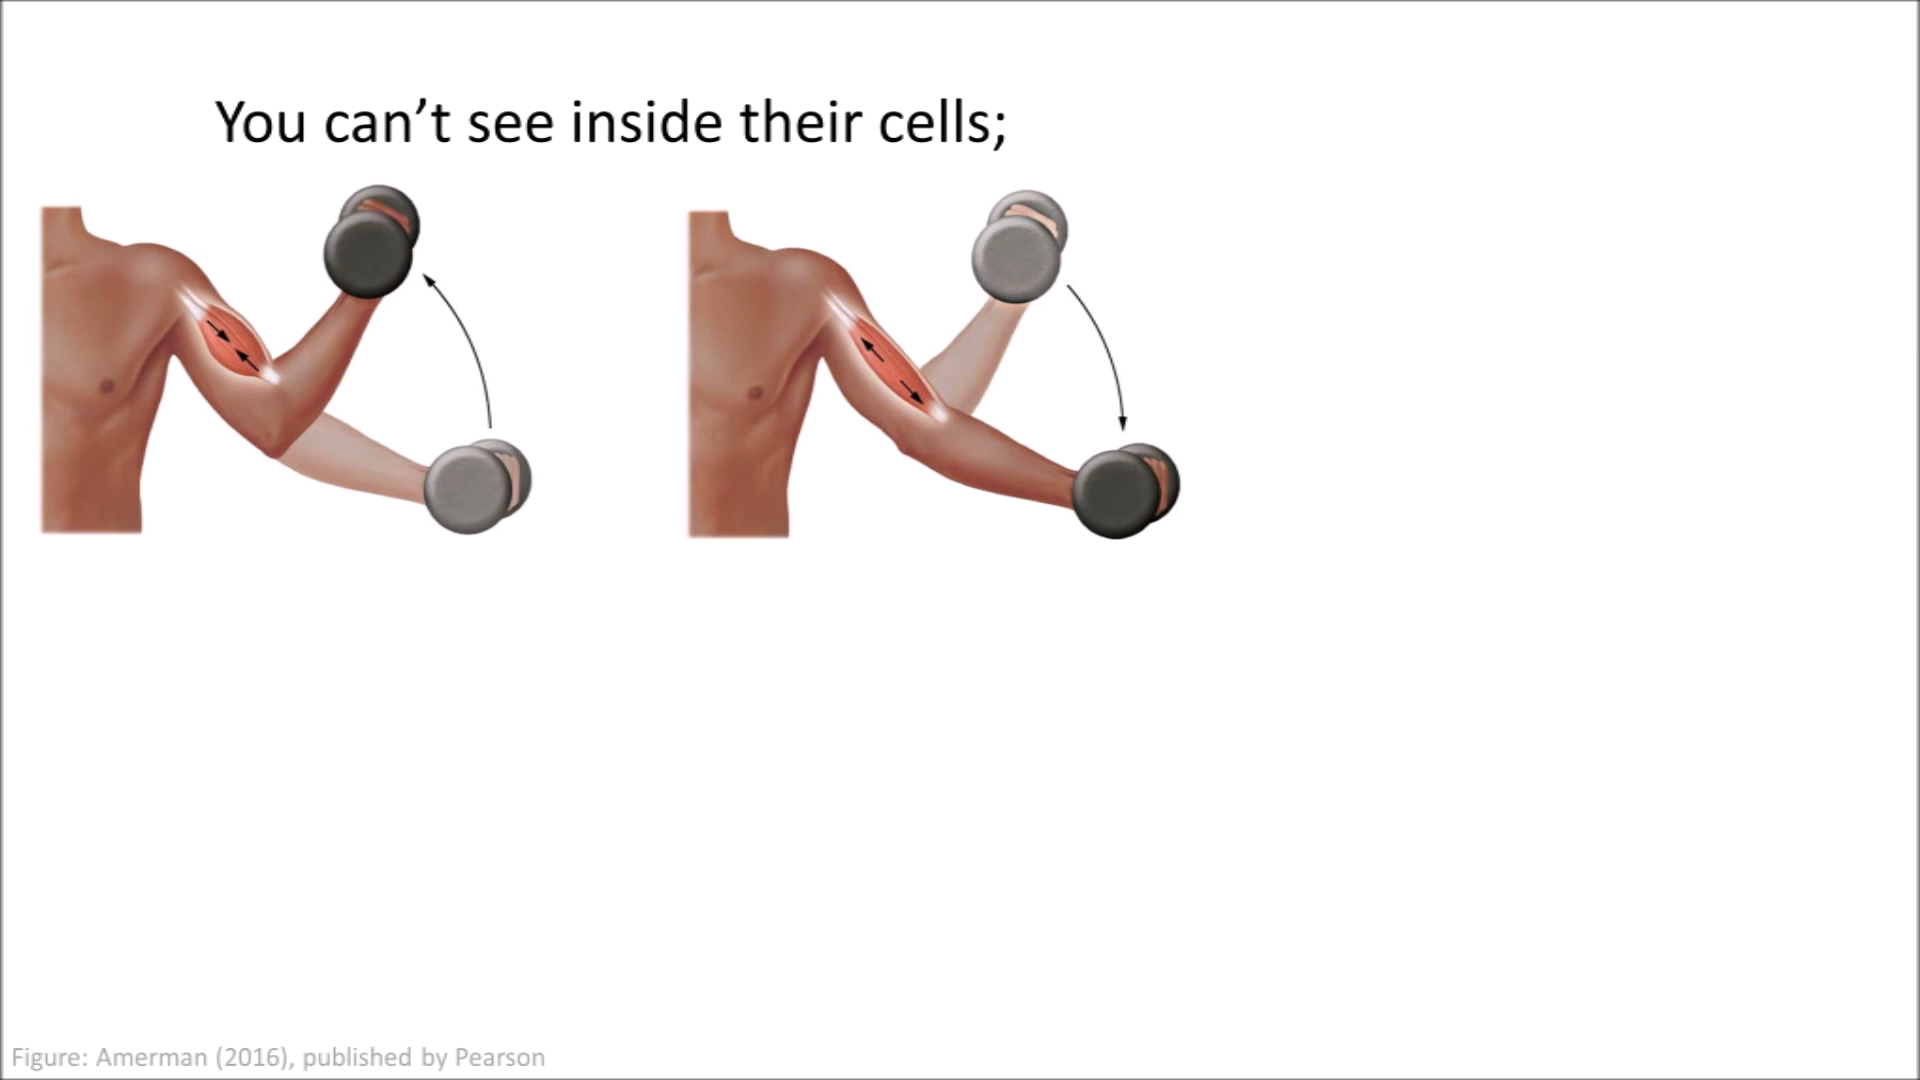 You can’t see inside their cells;
Figure: Amerman (2016), published by Pearson